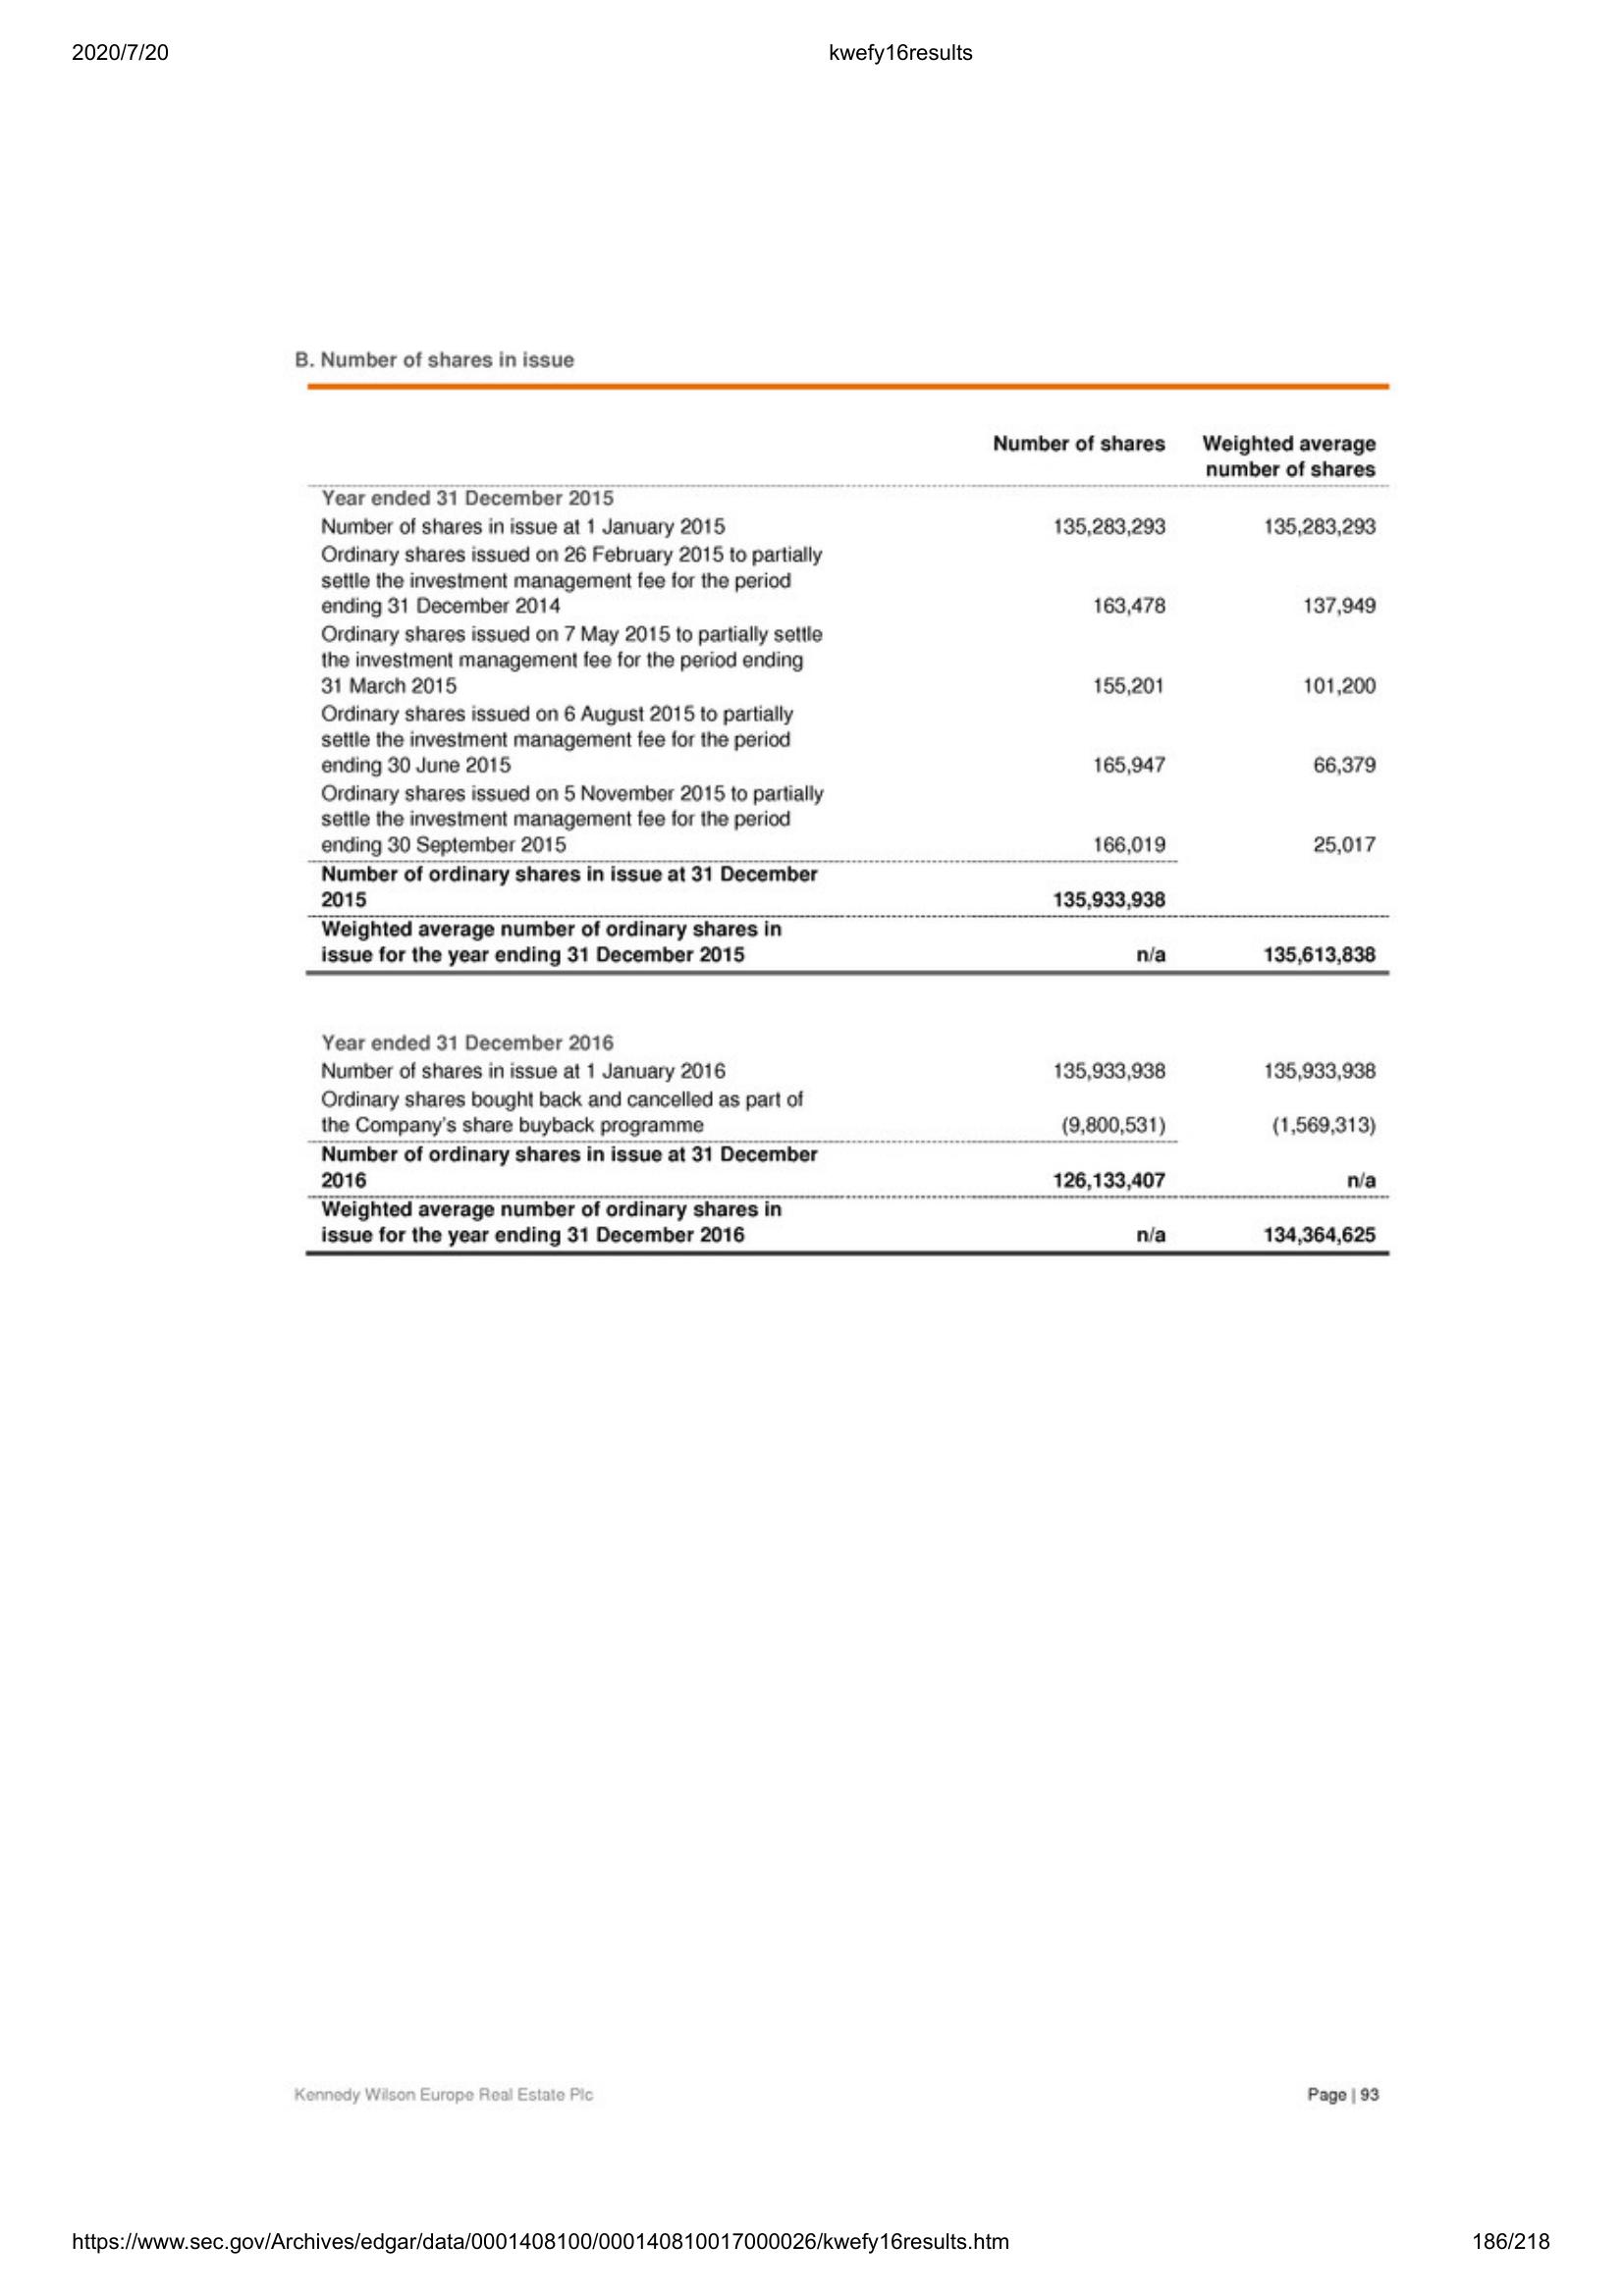 2020/7/20 kwefy16results
B. Number of shares in issue
Number of shares Weighted average
number of shares
Year ended 31 December 2015
Number of shares in issue at 1 January 2015 135,283,293 135,283,293
Ordinary shares issued on 26 February 2015 to partially
settle the investment management fee for the period
ending 31 December 2014 163,478 137,949
Ordinary shares issued on 7 May 2015 to partially settle
the investment management fee for the period ending
31 March 2015 155,201 101,200
Ordinary shares issued on 6 August 2015 to partially
settle the investment management fee for the period
ending 30 June 2015 165,947 66,379
Ordinary shares issued on 5 November 2015 to partially
settle the investment management fee for the period
ending 30 September 2015 166,019 25,017
Number of ordinary shares in issue at 31 December
2015 135,933,938
Weighted average number of ordinary shares in
issue for the year ending 31 December 2015 n/a 135,613,838
Year ended 31 December 2016
Number of shares in issue at 1 January 2016 135,933,938 135,933,938
Ordinary shares bought back and cancelled as part of
the Company's share buyback programme (9,800,531) (1,569,313)
Number of ordinary shares in issue at 31 December
2016 126,133,407 n/a
Weighted average number of ordinary shares in
issue for the year ending 31 December 2016 n/a 134,364,625
Kennedy Wilson Europe Real Estate Plc Page | 93
https://www.sec.gov/Archives/edgar/data/0001408100/000140810017000026/kwefy16results.htm 186/218